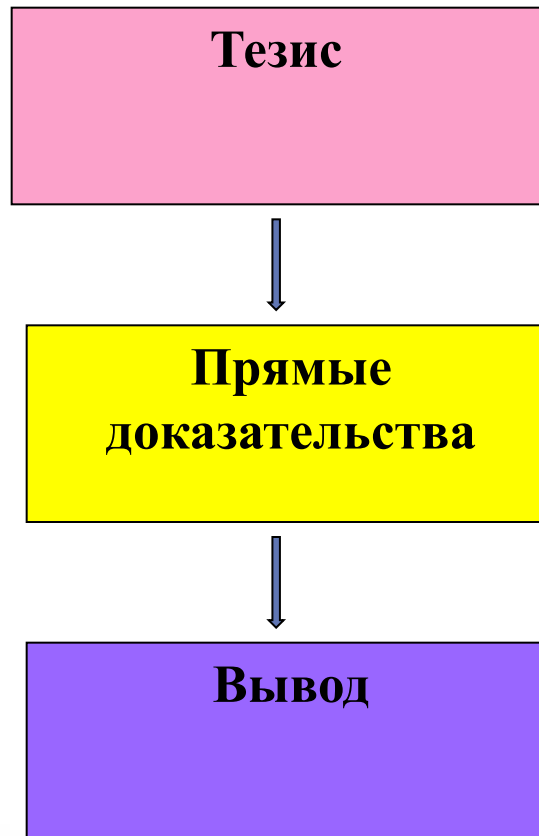 Тезис
Прямые
доказательства
Вывод